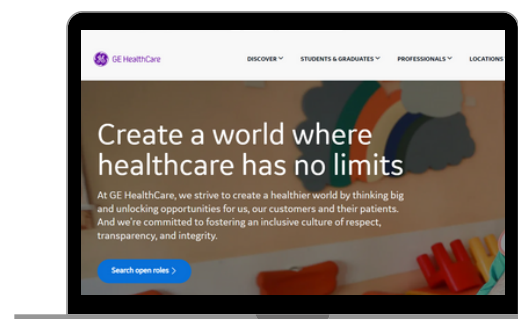 GE HealthCare
DISCOVER
STUDENTS & GRADUATES
PROFESSIONALS
LOCATIONS
Create a world where
healthcare has no limits
At GE HealthCare, we strive to create a healthier world by thinking big
and unlocking opportunities for us, our customers and their patients.
And we're committed to fostering an inclusive culture of respect,
transparency, and integrity.
Search open roles